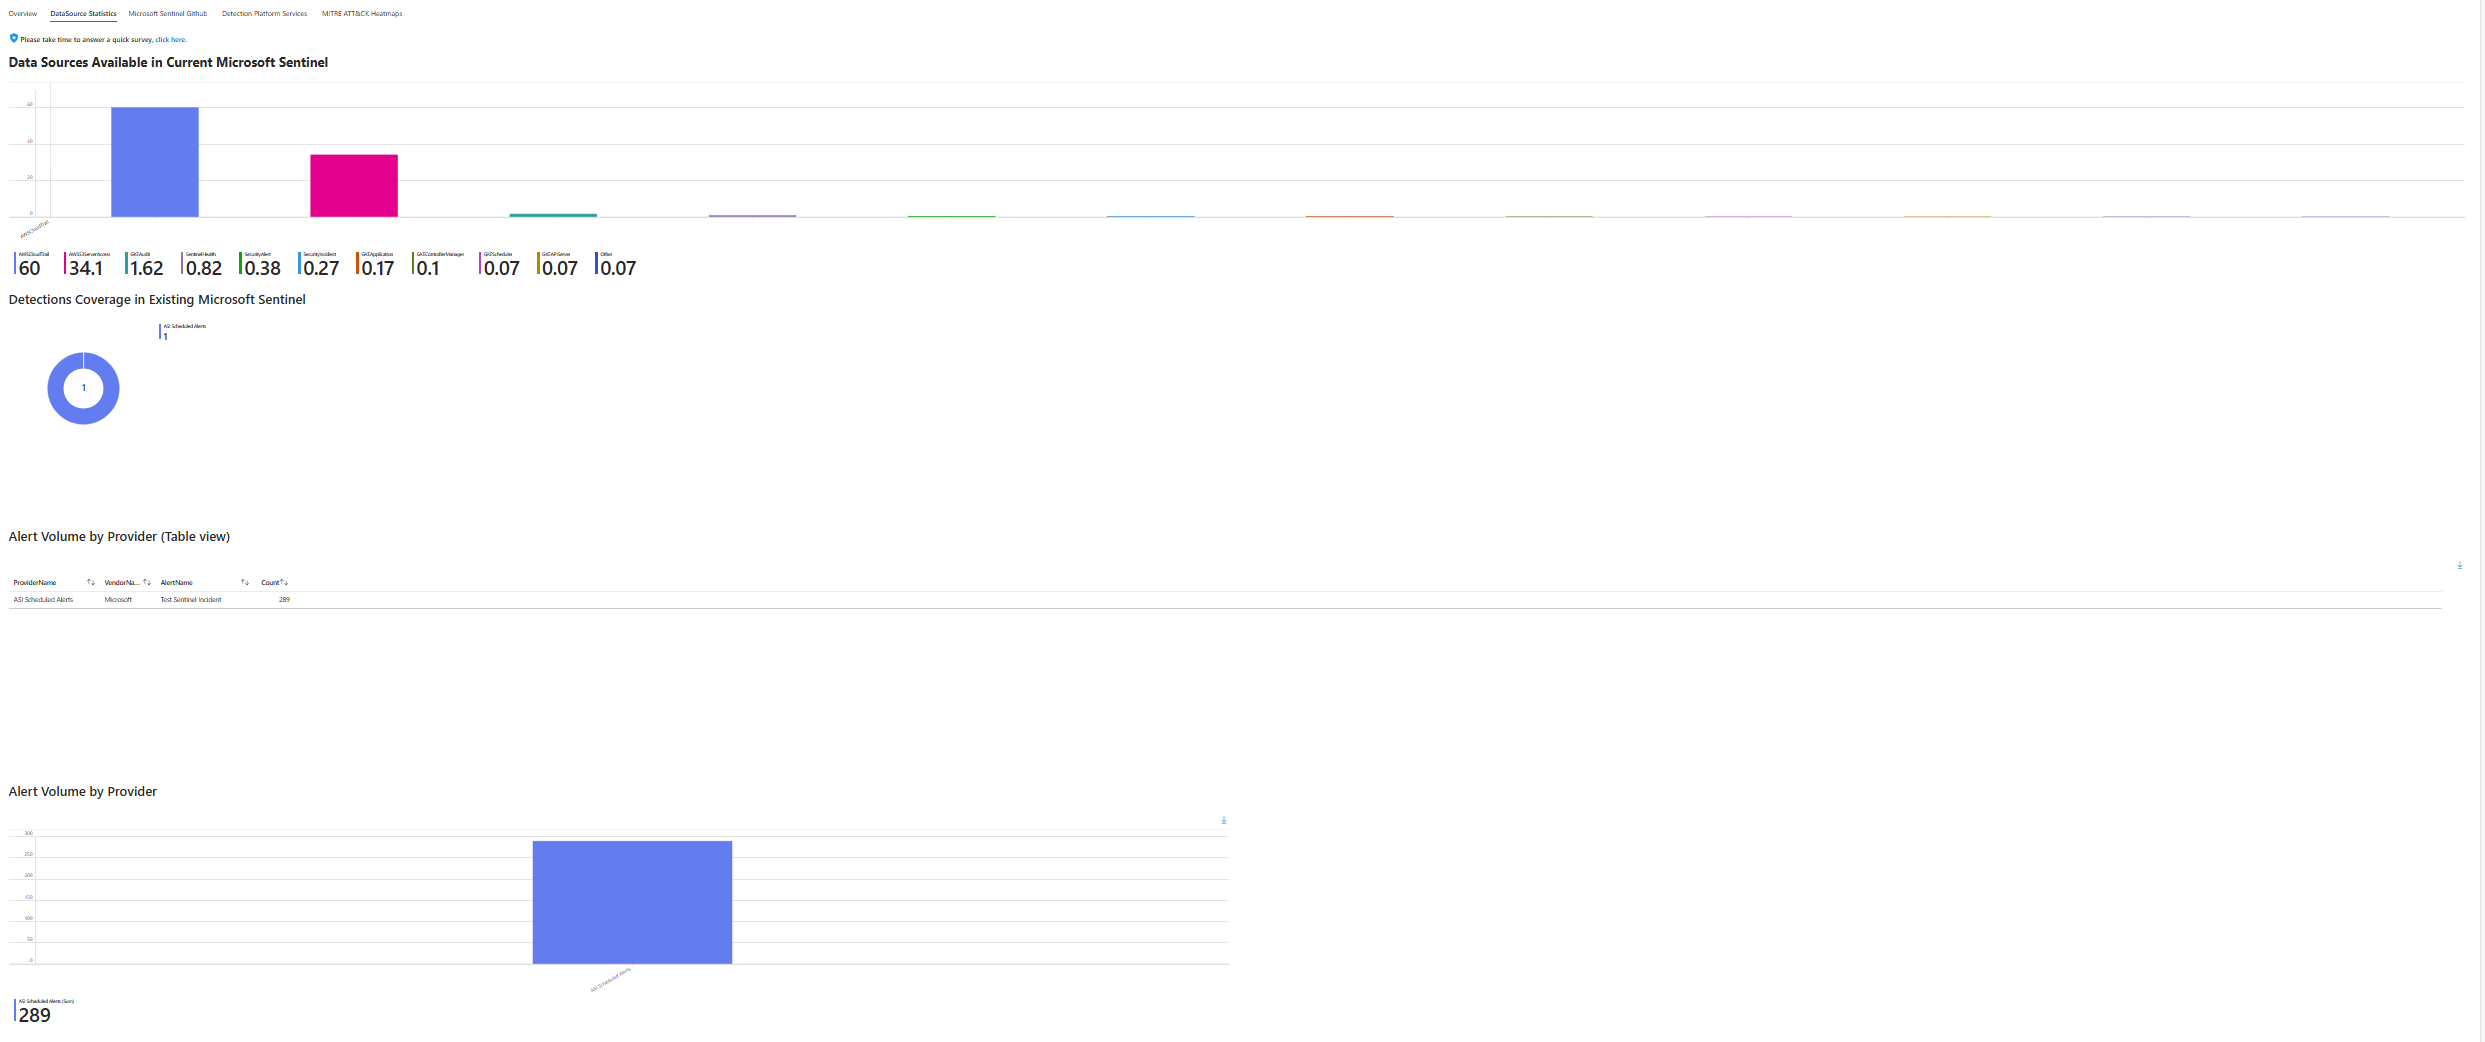 Overview DataSource Statistics Microsoft Sentinel Github Detection Platform Services MITRE ATT&CK Heatmaps
Please take time to answer a quick survey, click here.
Data Sources Available in Current Microsoft Sentinel
60
40
20
0
AWSCloudTrail
AWSCloudTrail AWSS3ServerAccess GKEAudit SentinelHealth SecurityAlert SecurityIncident GKEApplication GKEControllerManager GKEScheduler GKEAPIServer Other
60 34.1 1.62 0.82 0.38 0.27 0.17 0.1 0.07 0.07 0.07
Detections Coverage in Existing Microsoft Sentinel
ASI Scheduled Alerts
1
1
Alert Volume by Provider (Table view)
ProviderName VendorNa... AlertName Count
ASI Scheduled Alerts Microsoft Test Sentinel Incident 289
Alert Volume by Provider
300
250
200
150
100
50
0
ASI Scheduled Alerts
ASI Scheduled Alerts (Sum)
289